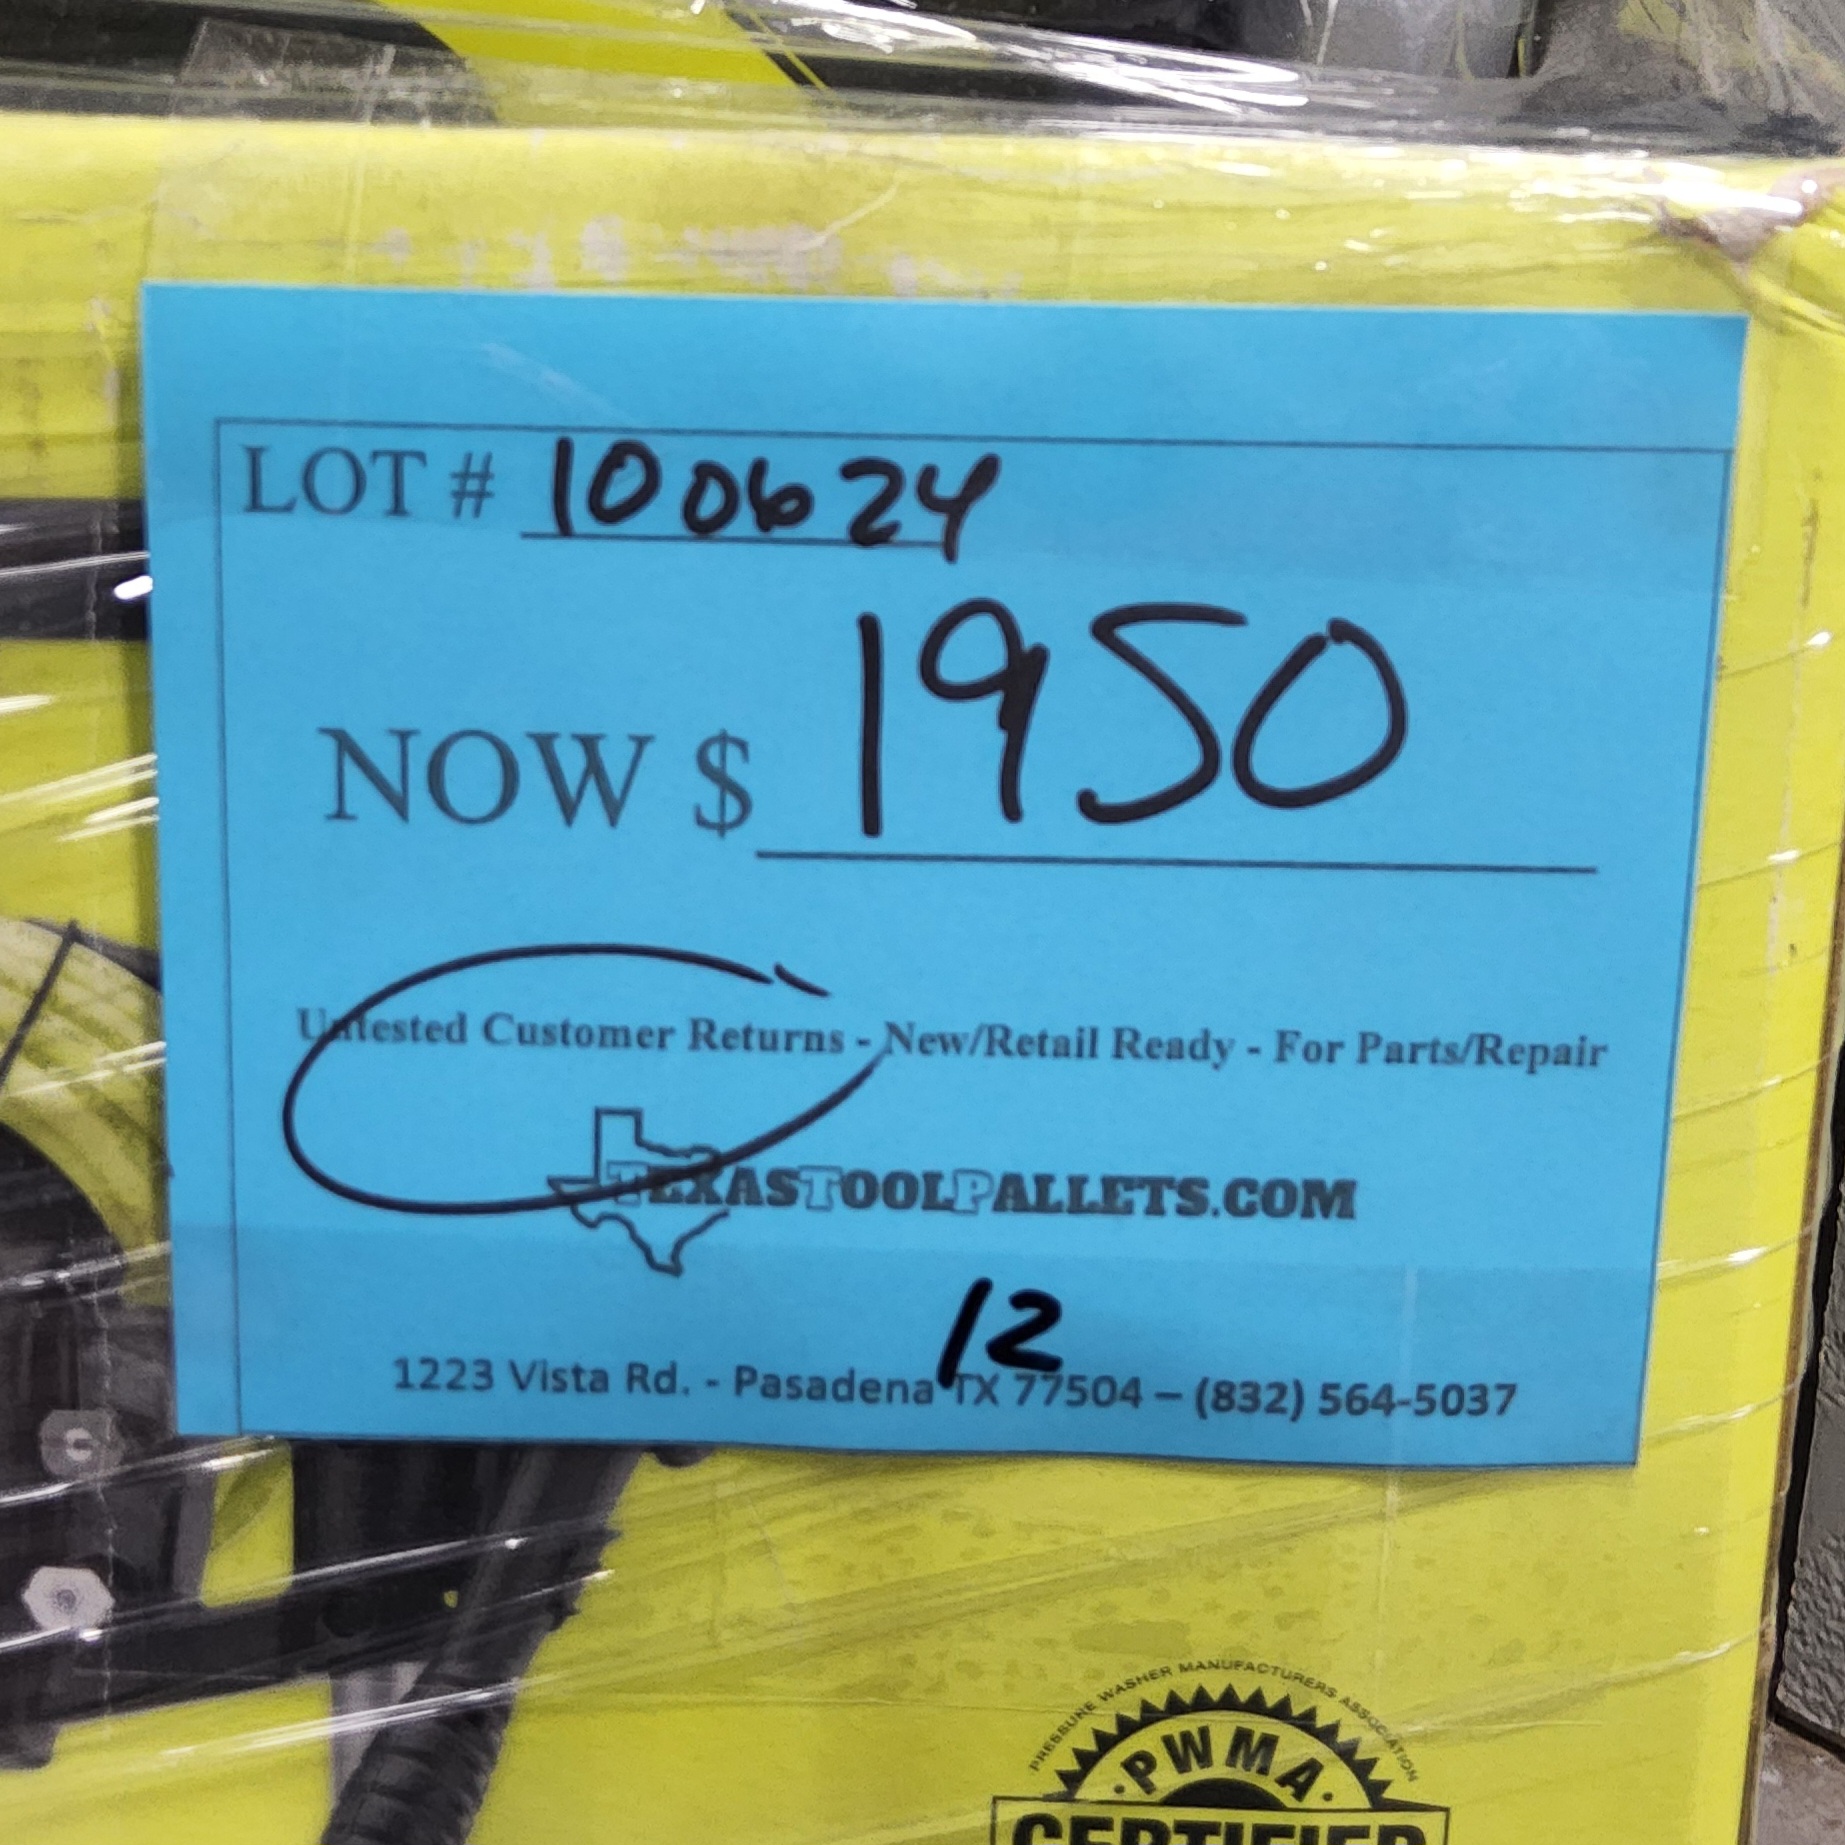 LOT # 100624
NOW $ 1950
Untested Customer Returns - New/Retail Ready - For Parts/Repair
TEXASTOOLPALLETS.COM
12
1223 Vista Rd. - Pasadena TX 77504 – (832) 564-5037
PRESSURE WASHER MANUFACTURERS ASSOCIATION
· PWMA ·
CERTIFIED